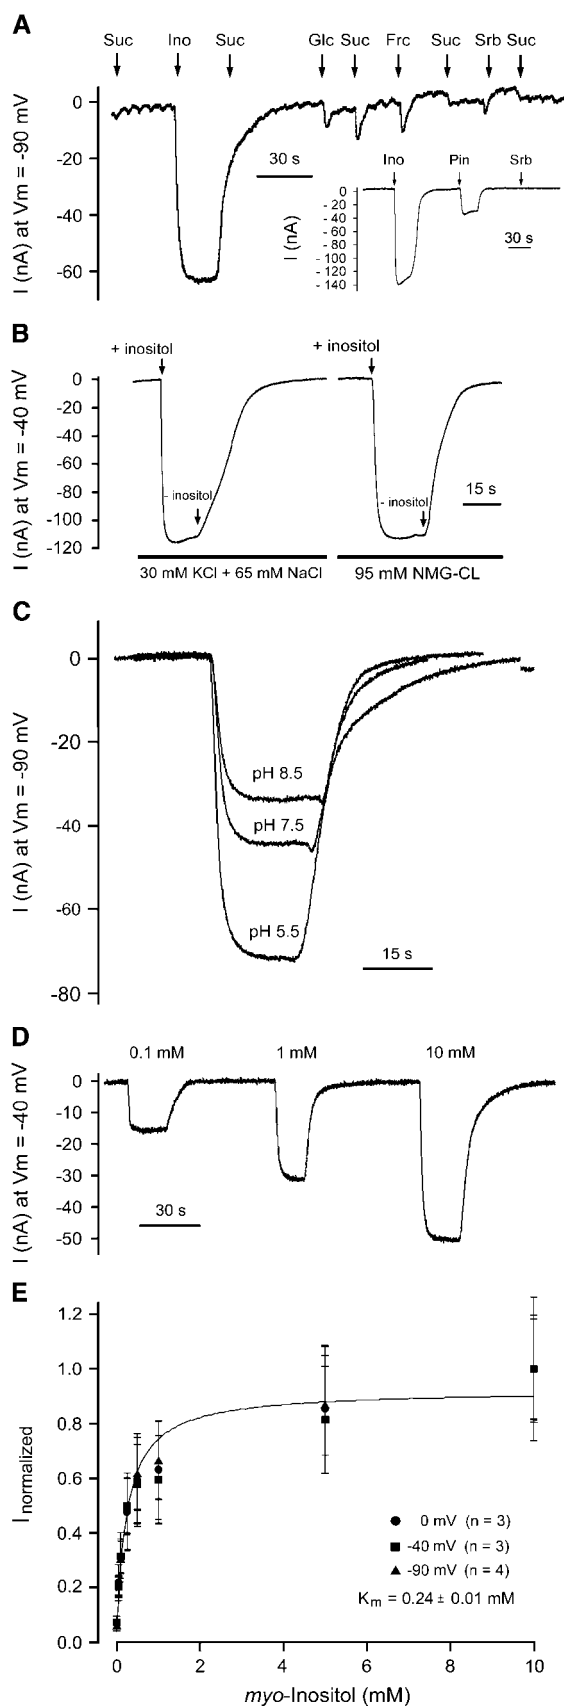 A
Suc Ino Suc Glc Suc Frc Suc Srb Suc
I (nA) at Vm = -90 mV
0
-20
-40
-60
30 s
Ino Pin Srb
I (nA)
0
- 20
- 40
- 60
- 80
- 100
- 120
- 140
30 s
B
+ inositol + inositol
I (nA) at Vm = -40 mV
0
-20
-40
-60
-80
-100
-120
- inositol - inositol
15 s
30 mM KCl + 65 mM NaCl 95 mM NMG-CL
C
I (nA) at Vm = -90 mV
0
-20
-40
-60
-80
pH 8.5
pH 7.5
pH 5.5
15 s
D
0.1 mM 1 mM 10 mM
I (nA) at Vm = -40 mV
0
-10
-20
-30
-40
-50
30 s
E
I normalized
1.2
1.0
0.8
0.6
0.4
0.2
0.0
0 mV (n = 3)
-40 mV (n = 3)
-90 mV (n = 4)
Km = 0.24 ± 0.01 mM
0 2 4 6 8 10
myo-Inositol (mM)